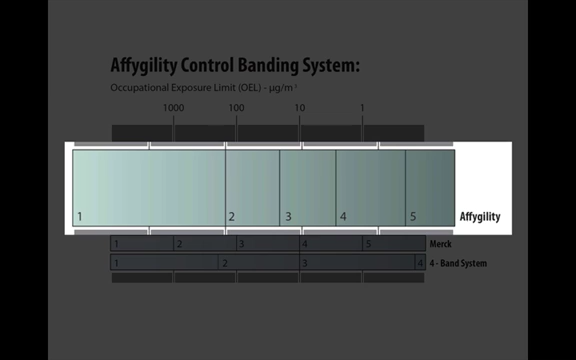 Affygility Control Banding System:
Occupational Exposure Limit (OEL) - µg/m³
1000 100 10 1
1 2 3 4 5 Affygility
1 2 3 4 5 Merck
1 2 3 4 4 - Band System